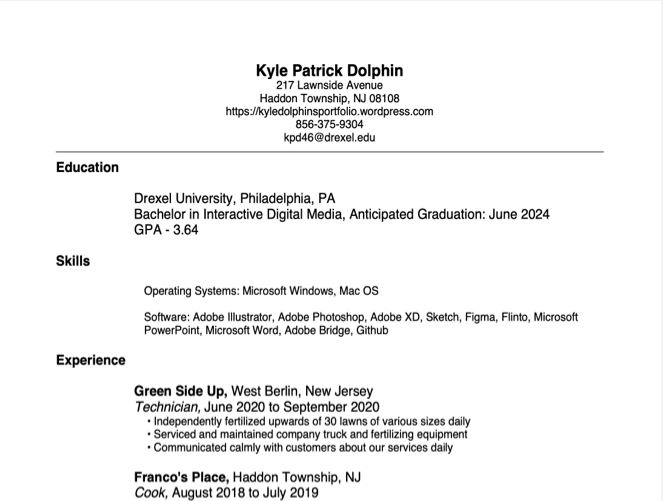 Kyle Patrick Dolphin
217 Lawnside Avenue
Haddon Township, NJ 08108
https://kyledolphinsportfolio.wordpress.com
856-375-9304
kpd46@drexel.edu
Education
Drexel University, Philadelphia, PA
Bachelor in Interactive Digital Media, Anticipated Graduation: June 2024
GPA - 3.64
Skills
Operating Systems: Microsoft Windows, Mac OS
Software: Adobe Illustrator, Adobe Photoshop, Adobe XD, Sketch, Figma, Flinto, Microsoft
PowerPoint, Microsoft Word, Adobe Bridge, Github
Experience
Green Side Up, West Berlin, New Jersey
Technician, June 2020 to September 2020
• Independently fertilized upwards of 30 lawns of various sizes daily
• Serviced and maintained company truck and fertilizing equipment
• Communicated calmly with customers about our services daily
Franco's Place, Haddon Township, NJ
Cook, August 2018 to July 2019